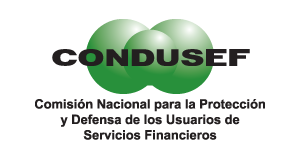 CONDUSEF
Comisión Nacional para la Protección
y Defensa de los Usuarios de
Servicios Financieros